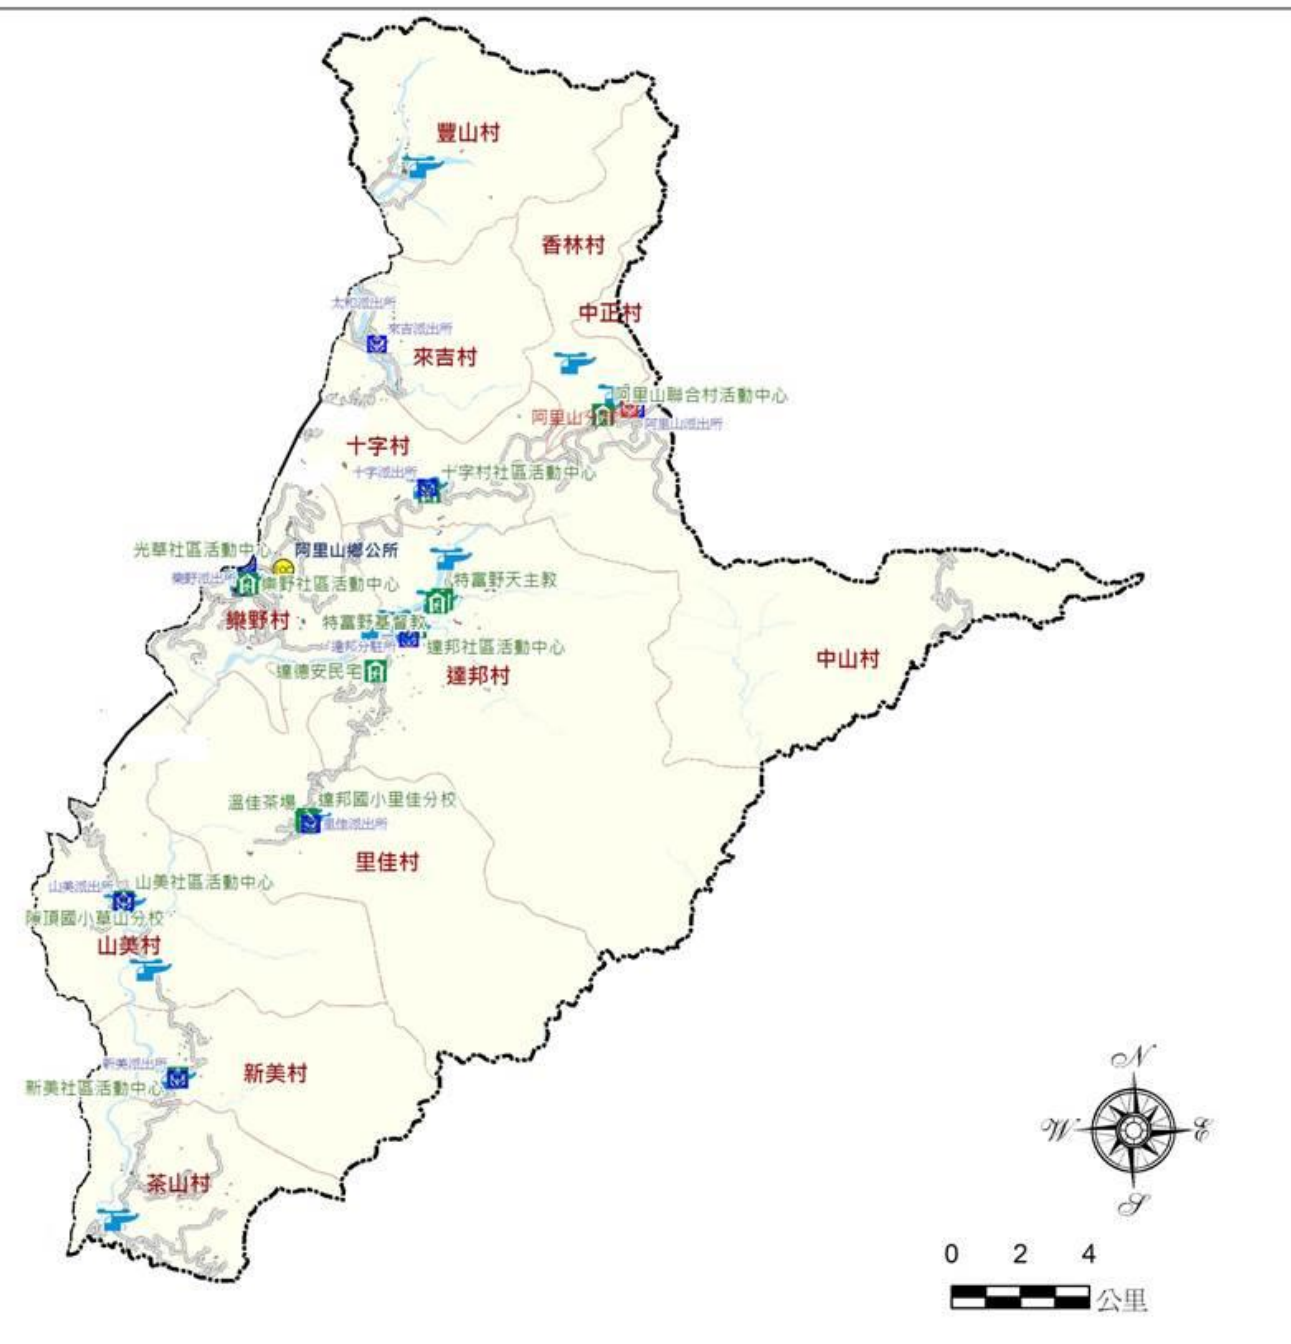 豐山村
香林村
太和派出所
中正村
來吉派出所
來吉村
阿里山聯合村活動中心
阿里山分
阿里山派出所
十字村
十字派出所
十字村社區活動中心
光華社區活動中心
阿里山鄉公所
樂野派出所
樂野社區活動中心
特富野天主教
樂野村
特富野基督教
達邦分駐所
達邦社區活動中心
中山村
達德安民宅
達邦村
溫佳茶場
達邦國小里佳分校
里佳派出所
里佳村
山美派出所
山美社區活動中心
隙頂國小草山分校
山美村
新美派出所
新美村
新美社區活動中心
茶山村
N
W
E
S
0 2 4
公里